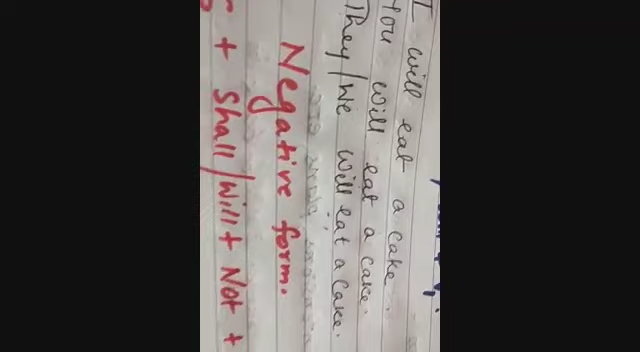 I will eat a cake.
You will eat a cake.
They/We will eat a cake.
Negative form.
+ Shall/Will + Not +